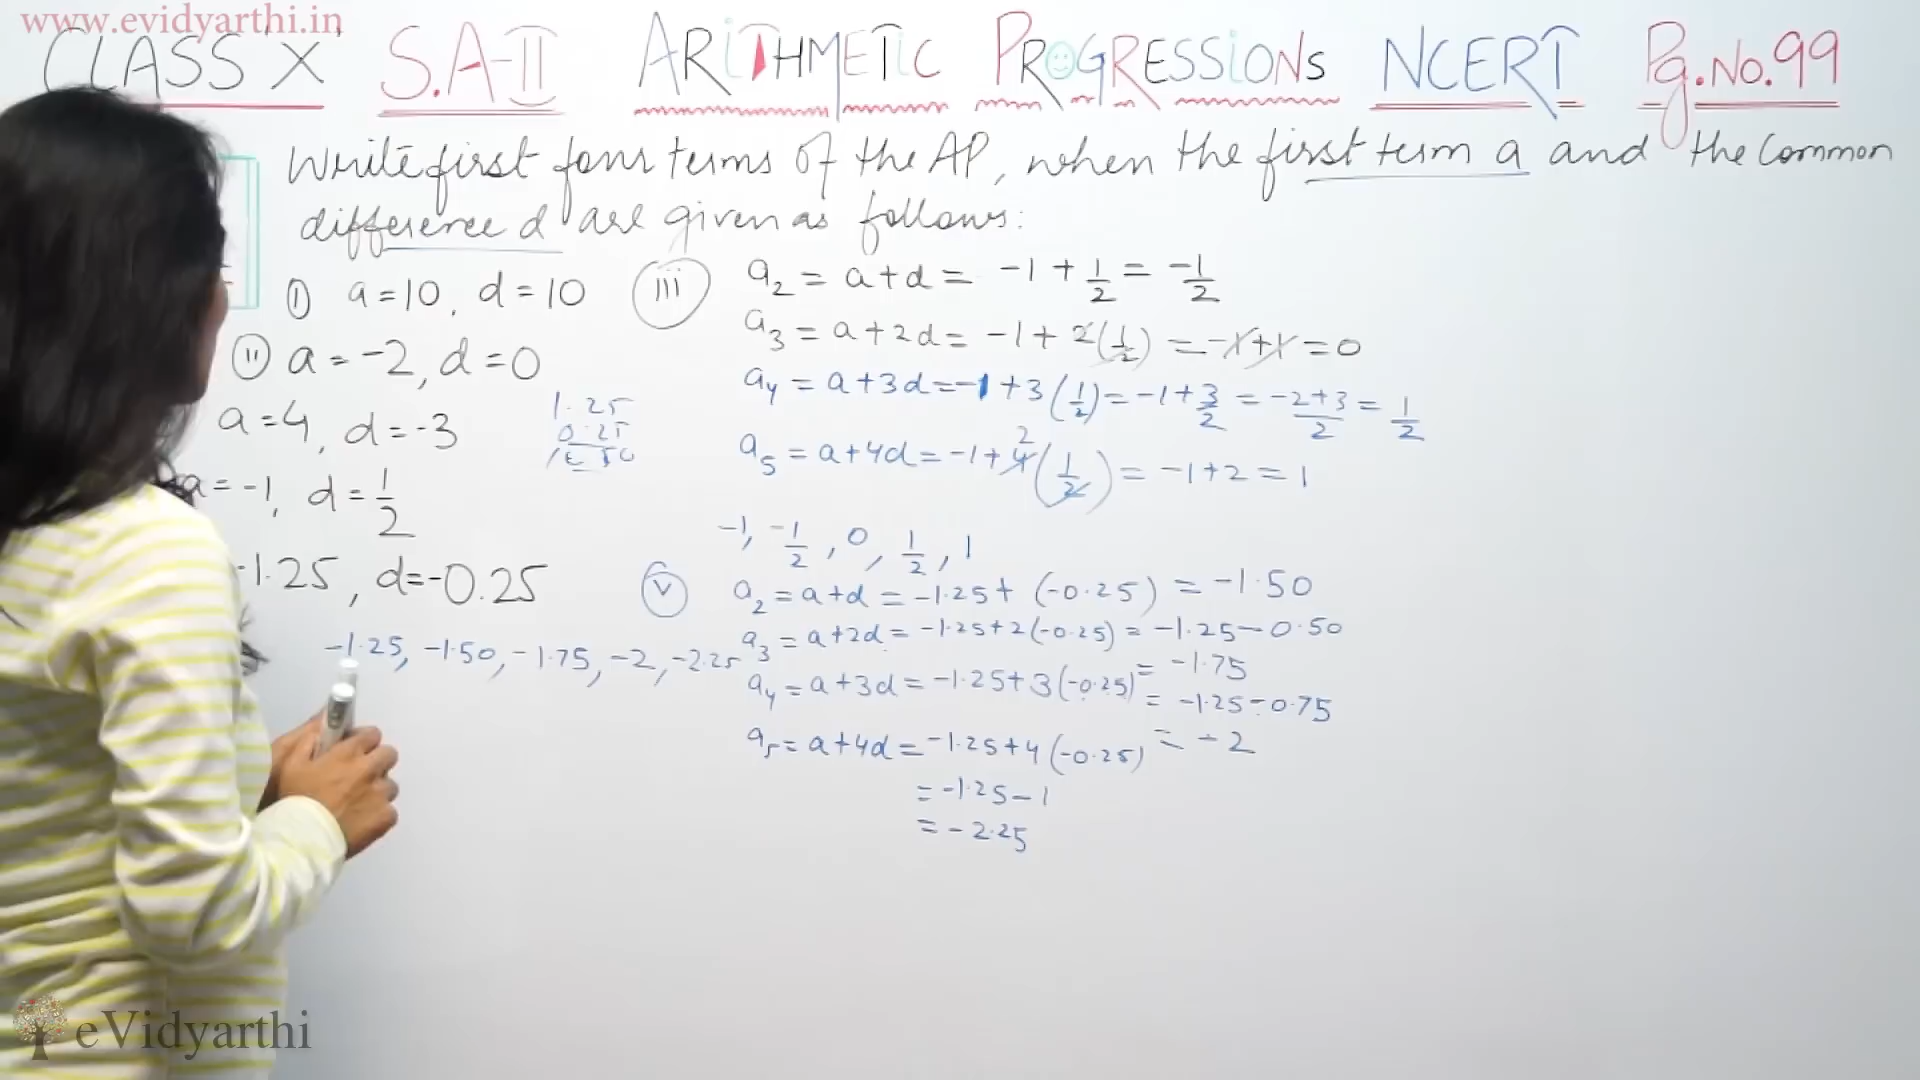 www.evidyarthi.in
CLASS 'X' S.A-II ARITHMETIC PROGRESSIONS NCERT Pg.No.99
Write first four terms of the AP, when the first term a and the common
difference d are given as follows:
(i) a=10, d=10
(ii) a=-2, d=0
a=4, d=-3
a=-1, d=1/2
-1.25, d=-0.25
-1.25, -1.50, -1.75, -2, -2.25
1.25
0.25
(iii) a₂ = a+d = -1+1/2 = -1/2
a₃ = a+2d = -1+2(1/2) = -1+1 = 0
a₄ = a+3d = -1+3(1/2) = -1+3/2 = -2+3/2 = 1/2
a₅ = a+4d = -1+4²(1/2) = -1+2 = 1
-1, -1/2, 0, 1/2, 1
(v) a₂ = a+d = -1.25+(-0.25) = -1.50
a₃ = a+2d = -1.25+2(-0.25) = -1.25-0.50
= -1.75
a₄ = a+3d = -1.25+3(-0.25)
= -1.25-0.75
= -2
a₅ = a+4d = -1.25+4(-0.25)
= -1.25-1
= -2.25
eVidyarthi